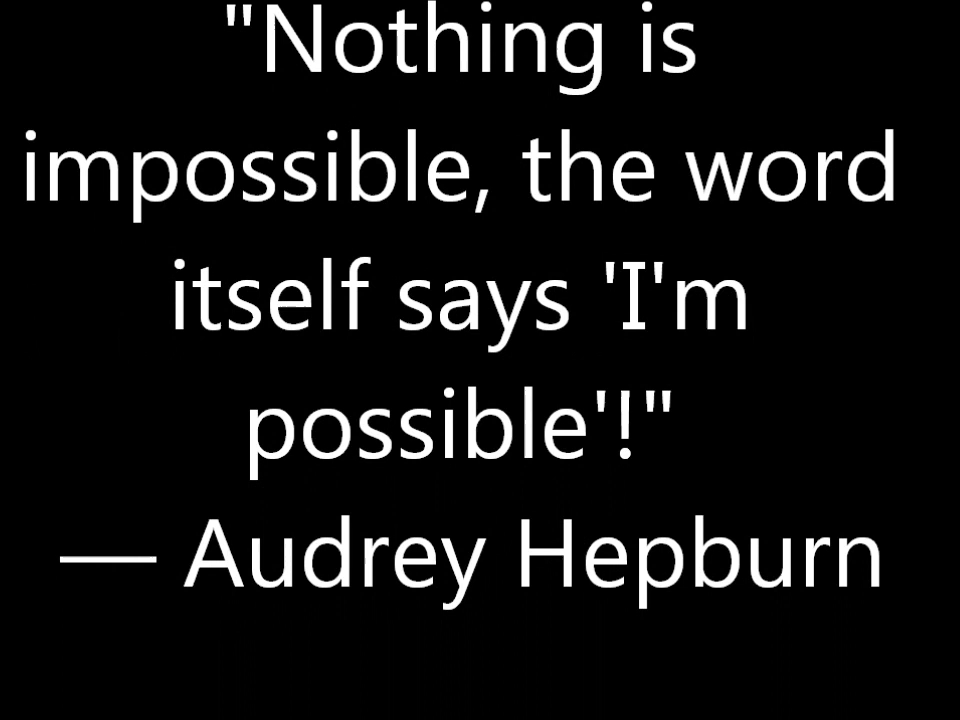 "Nothing is
impossible, the word
itself says 'I'm
possible'!"
— Audrey Hepburn